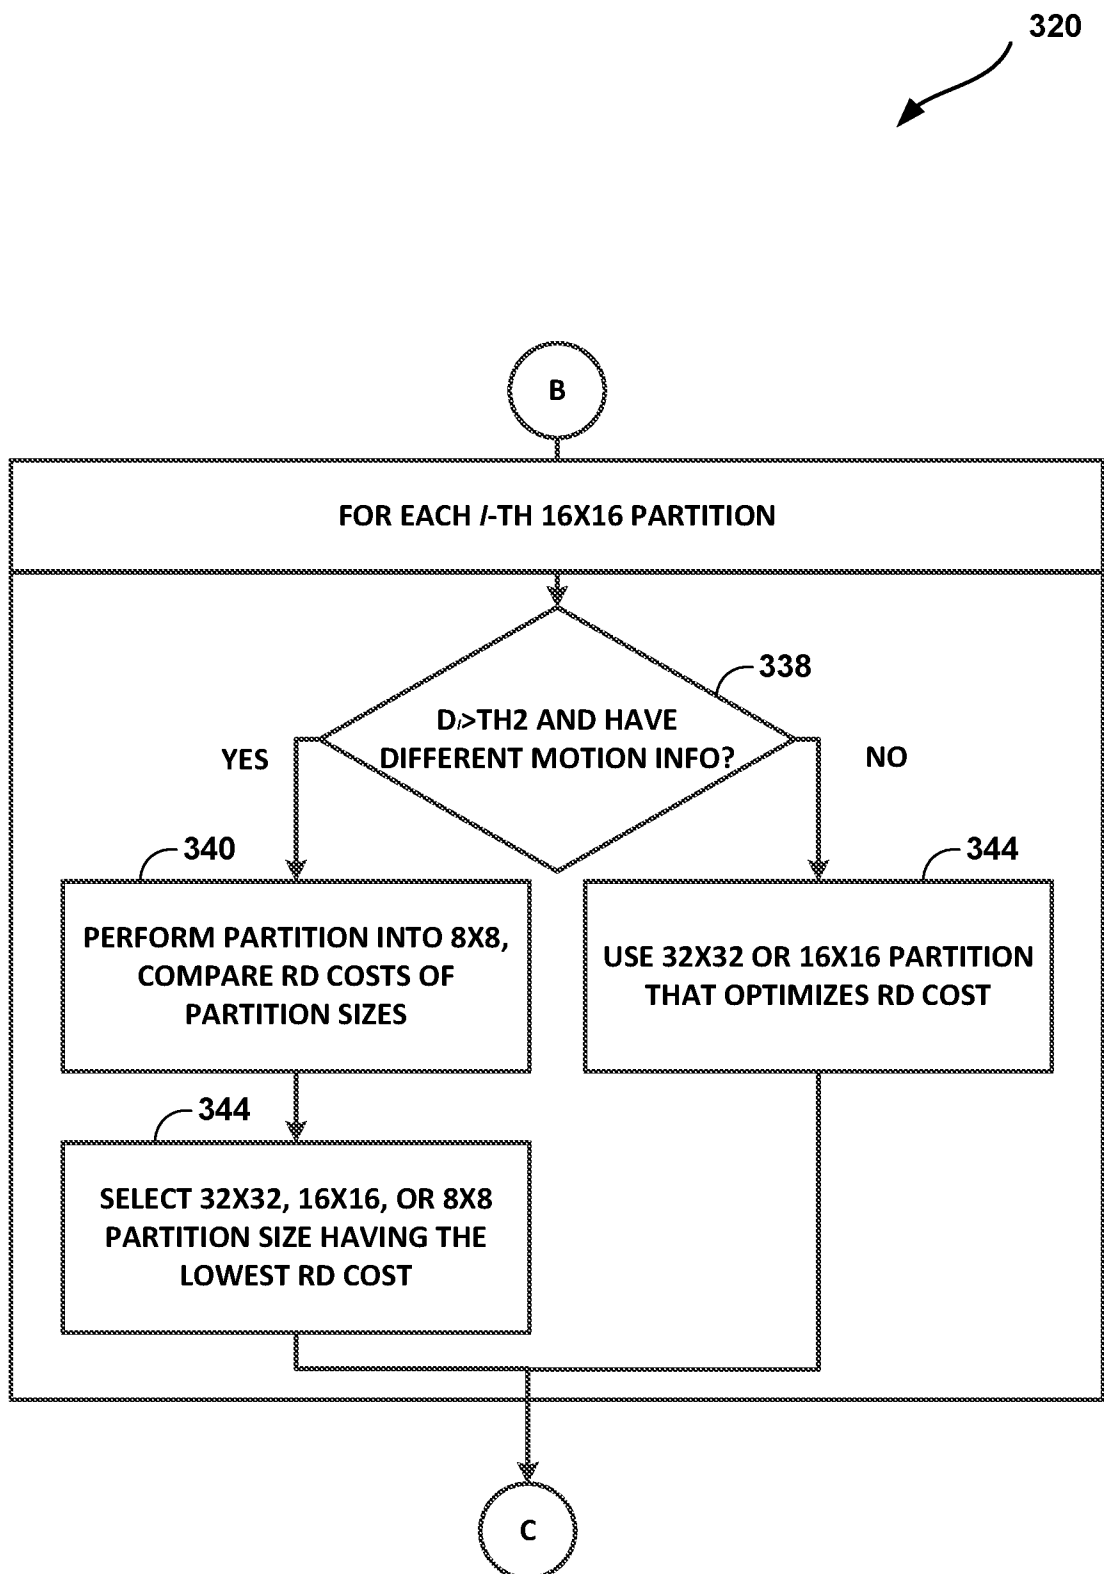 320
B
FOR EACH I-TH 16X16 PARTITION
338
D_I>TH2 AND HAVE
DIFFERENT MOTION INFO?
YES
NO
340
344
PERFORM PARTITION INTO 8X8,
COMPARE RD COSTS OF
PARTITION SIZES
USE 32X32 OR 16X16 PARTITION
THAT OPTIMIZES RD COST
344
SELECT 32X32, 16X16, OR 8X8
PARTITION SIZE HAVING THE
LOWEST RD COST
C